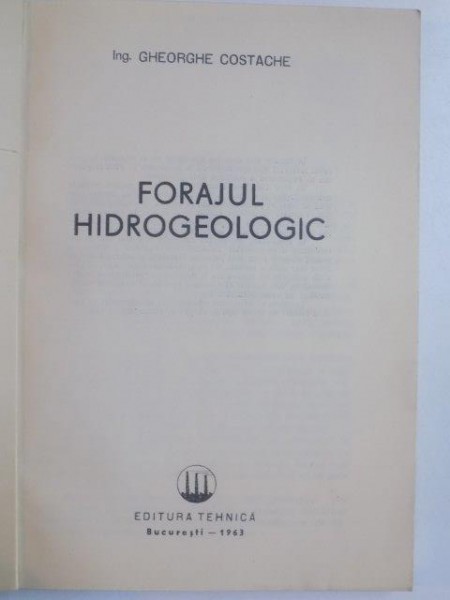 Ing. GHEORGHE COSTACHE
FORAJUL
HIDROGEOLOGIC
EDITURA TEHNICĂ
București — 1963